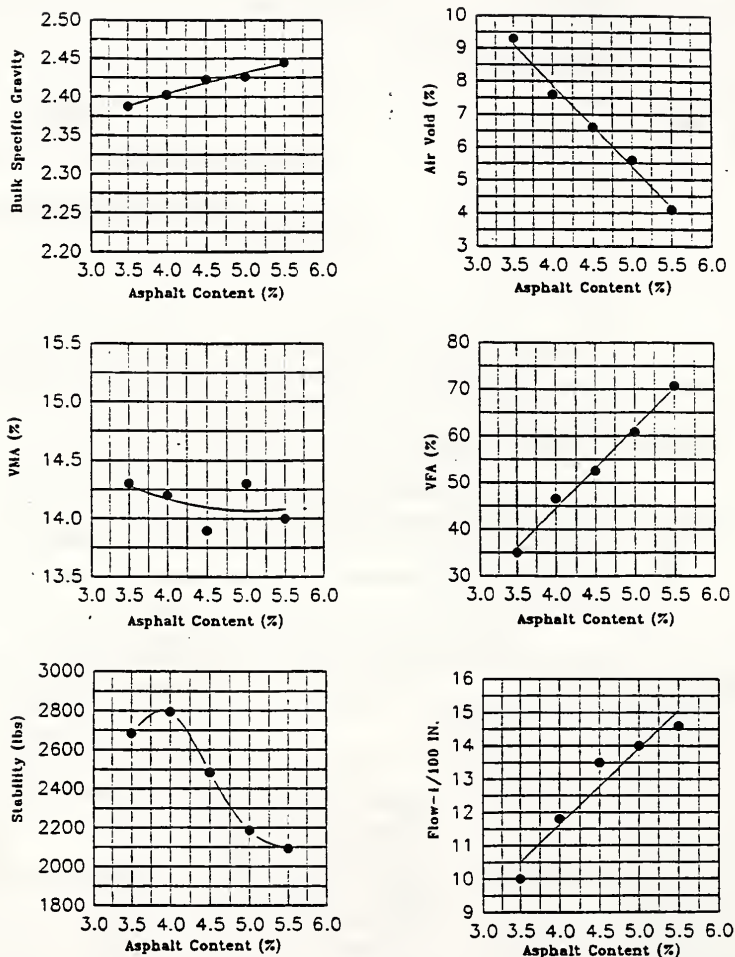 2.50
2.45
2.40
2.35
2.30
2.25
2.20
Bulk Specific Gravity
3.0 3.5 4.0 4.5 5.0 5.5 6.0
Asphalt Content (%)
10
9
8
7
6
5
4
3
Air Void (%)
3.0 3.5 4.0 4.5 5.0 5.5 6.0
Asphalt Content (%)
15.5
15.0
14.5
14.0
13.5
VMA (%)
3.0 3.5 4.0 4.5 5.0 5.5 6.0
Asphalt Content (%)
80
70
60
50
40
30
VFA (%)
3.0 3.5 4.0 4.5 5.0 5.5 6.0
Asphalt Content (%)
3000
2800
2600
2400
2200
2000
1800
Stability (lbs)
3.0 3.5 4.0 4.5 5.0 5.5 6.0
Asphalt Content (%)
16
15
14
13
12
11
10
9
Flow-1/100 IN.
3.0 3.5 4.0 4.5 5.0 5.5 6.0
Asphalt Content (%)